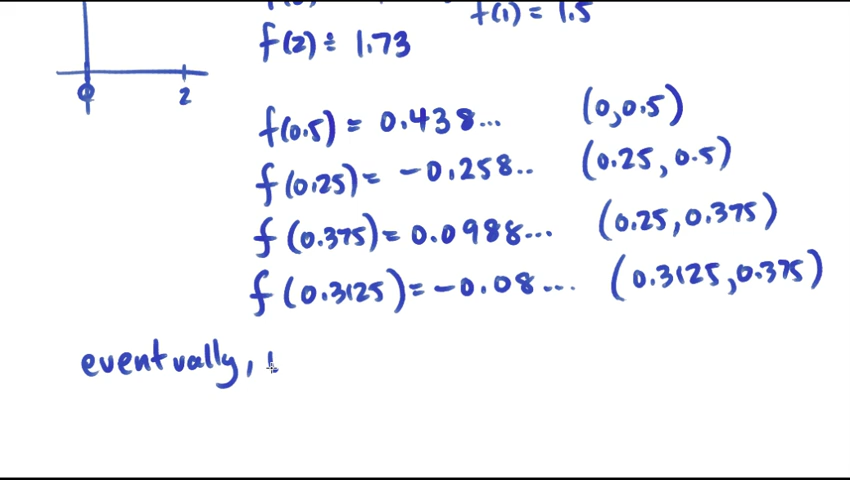 f(1) = 1.5
f(2) ≐ 1.73
0 2
f(0.5) = 0.438... (0,0.5)
f(0.25)= -0.258.. (0.25, 0.5)
f(0.375)= 0.0988... (0.25,0.375)
f(0.3125)=-0.08... (0.3125,0.375)
eventually,